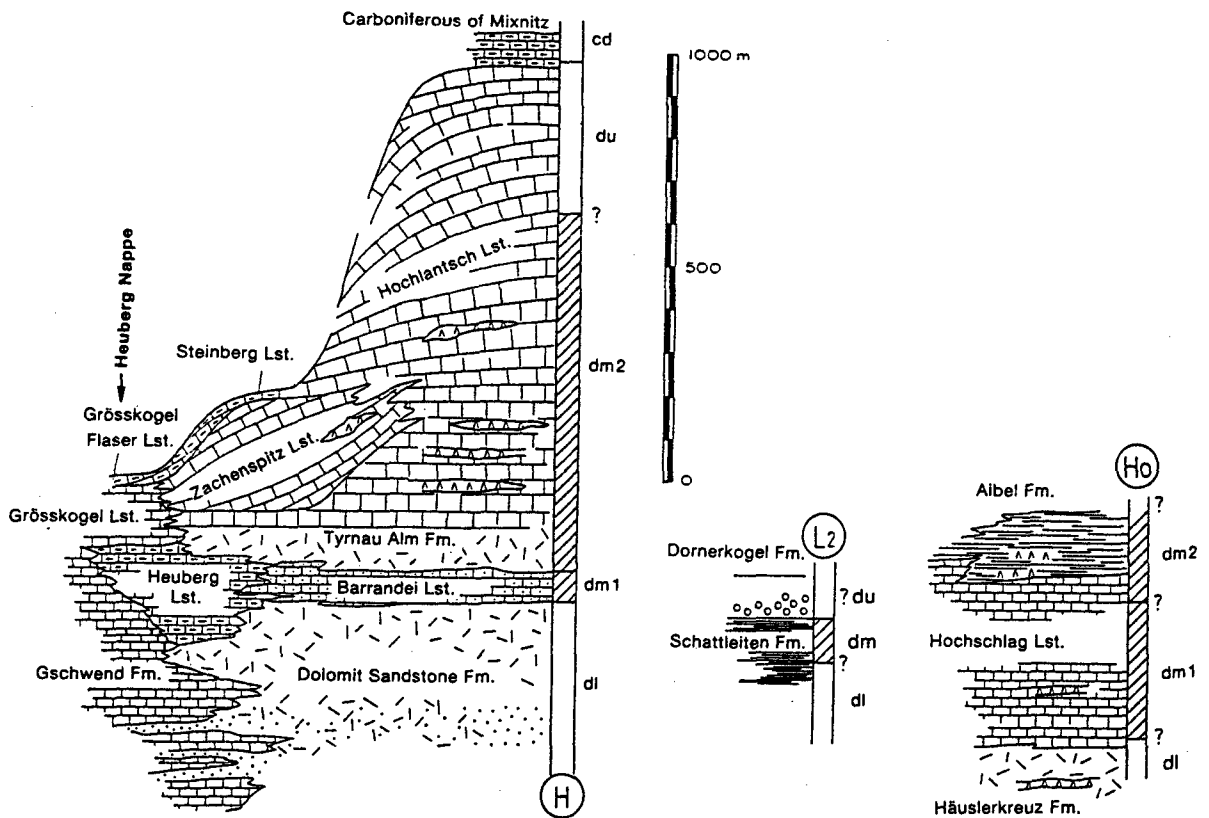 Carboniferous of Mixnitz
cd
du
?
Hochlantsch Lst.
dm2
Heuberg Nappe
Steinberg Lst.
Grösskogel
Flaser Lst.
Zachenspitz Lst.
Grösskogel Lst.
Tyrnau Alm Fm.
Heuberg
Lst.
Barrandei Lst.
dm1
Gschwend Fm.
Dolomit Sandstone Fm.
dl
H
1000 m
500
0
L2
Dornerkogel Fm.
? du
Schattleiten Fm.
dm
?
dl
Ho
Aibel Fm.
?
dm2
?
Hochschlag Lst.
dm1
?
dl
Häuslerkreuz Fm.